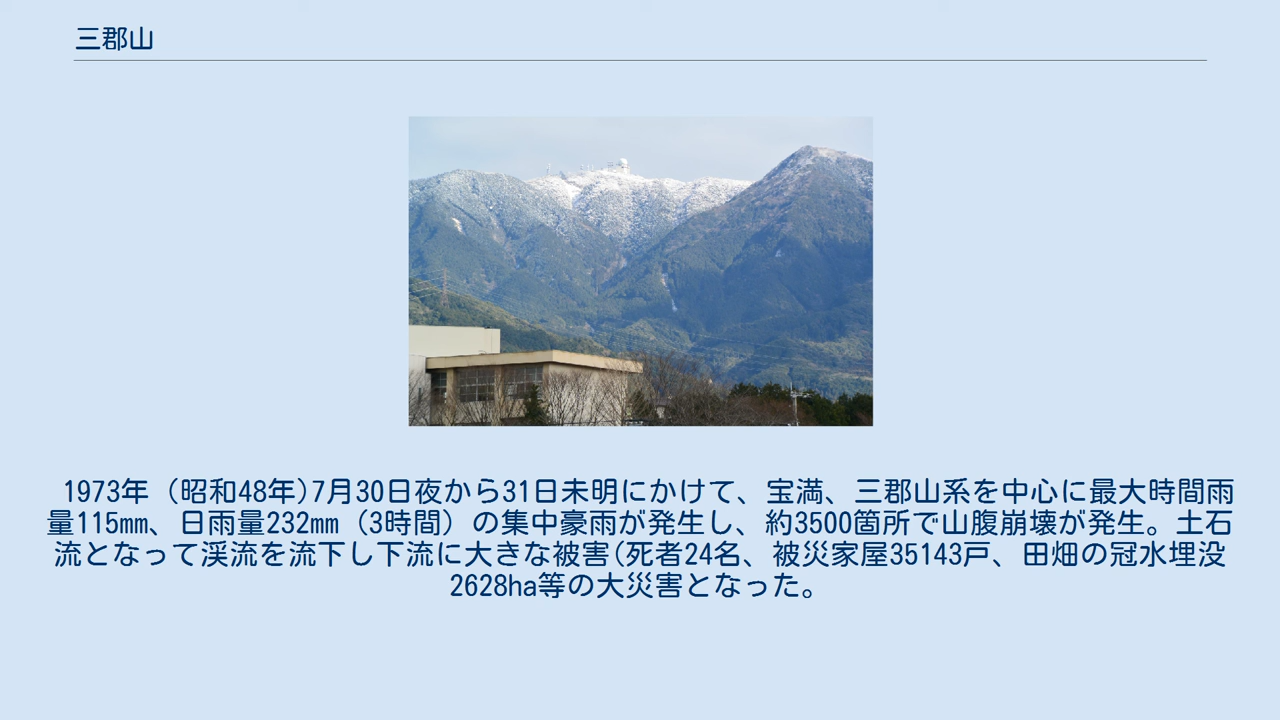 三郡山
1973年（昭和48年)7月30日夜から31日未明にかけて、宝満、三郡山系を中心に最大時間雨
量115㎜、日雨量232㎜（3時間）の集中豪雨が発生し、約3500箇所で山腹崩壊が発生。土石
流となって渓流を流下し下流に大きな被害(死者24名、被災家屋35143戸、田畑の冠水埋没
2628ha等の大災害となった。